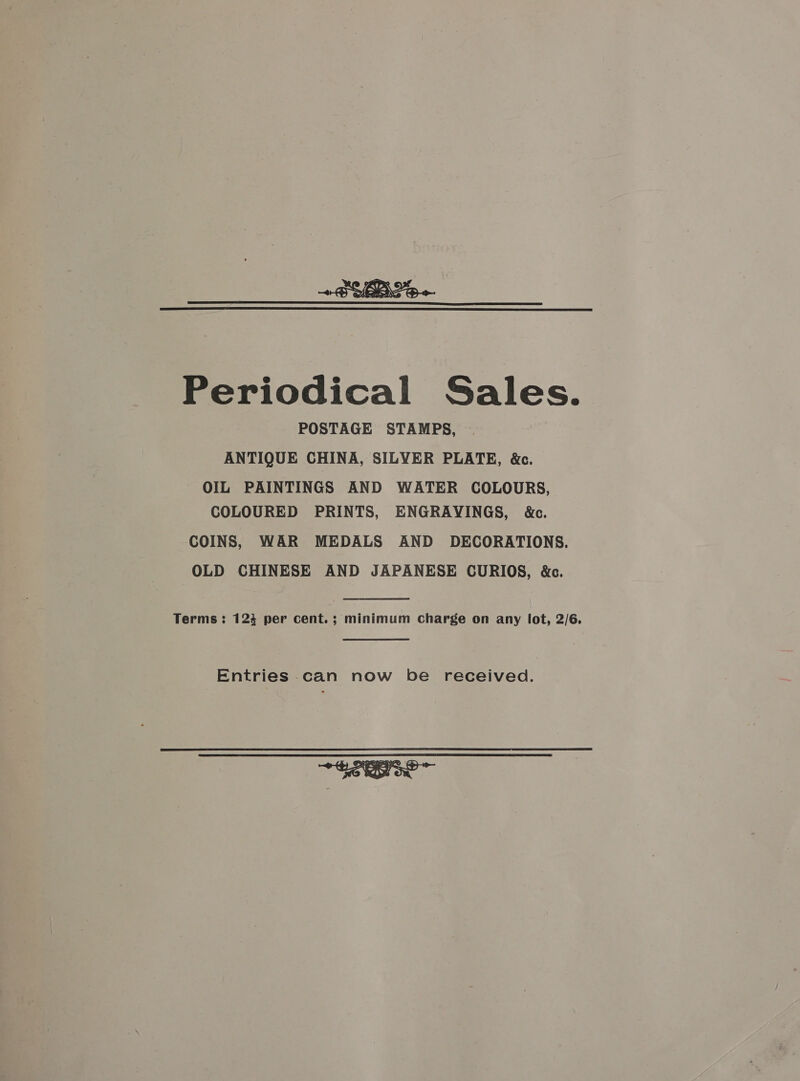 Periodical Sales.
POSTAGE STAMPS,
ANTIQUE CHINA, SILVER PLATE, &c.
OIL PAINTINGS AND WATER COLOURS,
COLOURED PRINTS, ENGRAVINGS, &c.
COINS, WAR MEDALS AND DECORATIONS.
OLD CHINESE AND JAPANESE CURIOS, &c.
Terms: 12½ per cent.; minimum charge on any lot, 2/6.
Entries can now be received.